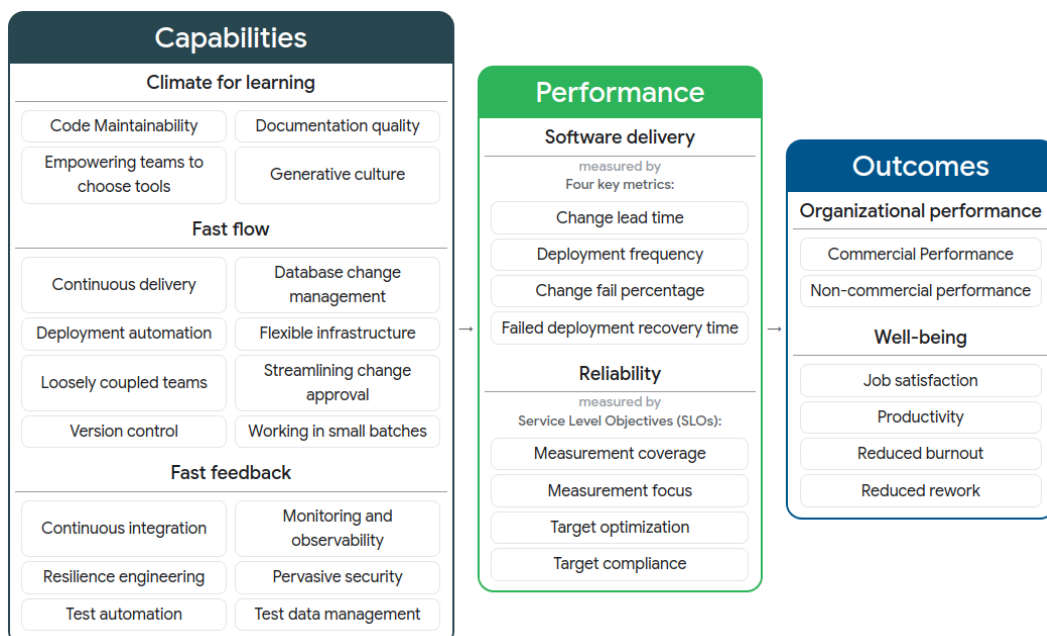 Capabilities
Climate for learning
Code Maintainability
Documentation quality
Empowering teams to
choose tools
Generative culture
Fast flow
Continuous delivery
Database change
management
Deployment automation
Flexible infrastructure
Loosely coupled teams
Streamlining change
approval
Version control
Working in small batches
Fast feedback
Continuous integration
Monitoring and
observability
Resilience engineering
Pervasive security
Test automation
Test data management
→
Performance
Software delivery
measured by
Four key metrics:
Change lead time
Deployment frequency
Change fail percentage
Failed deployment recovery time
Reliability
measured by
Service Level Objectives (SLOs):
Measurement coverage
Measurement focus
Target optimization
Target compliance
→
Outcomes
Organizational performance
Commercial Performance
Non-commercial performance
Well-being
Job satisfaction
Productivity
Reduced burnout
Reduced rework